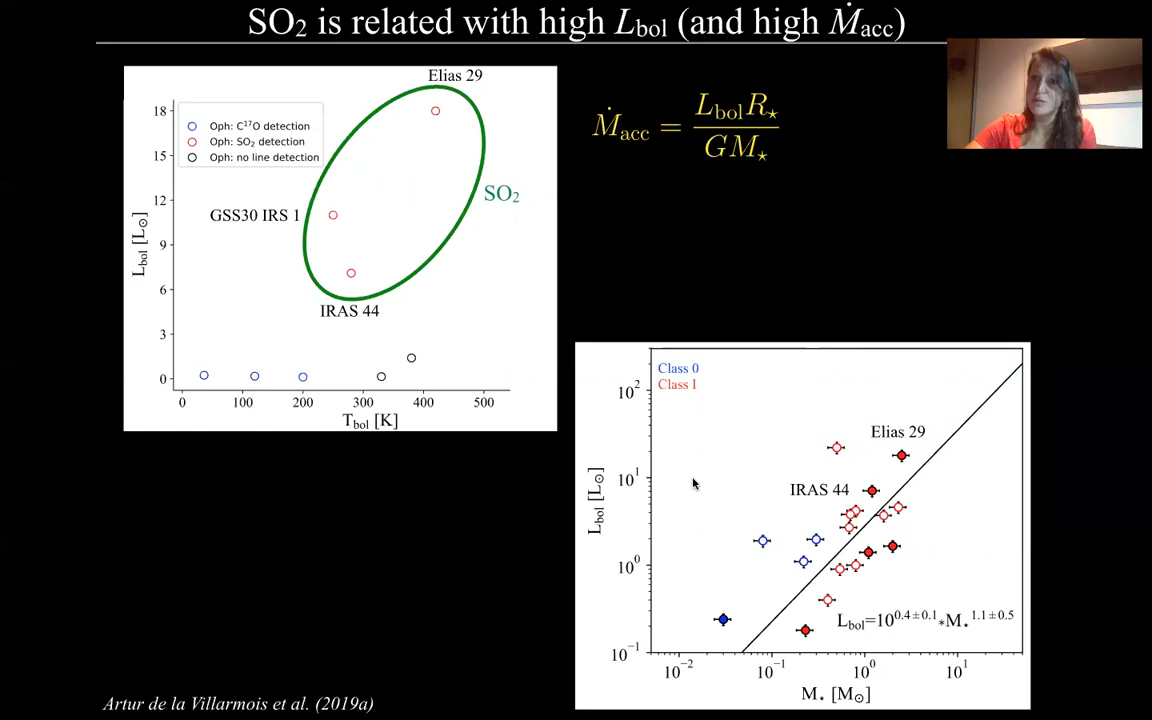 SO₂ is related with high L_bol (and high Ṁ_acc)
Elias 29
Oph: C¹⁷O detection
Oph: SO₂ detection
Oph: no line detection
GSS30 IRS 1
SO₂
IRAS 44
18
15
12
9
6
3
0
L_bol [L_⊙]
0 100 200 300 400 500
T_bol [K]
Ṁ_acc = L_bol R_⋆ / G M_⋆
Class 0
Class I
Elias 29
IRAS 44
10²
10¹
10⁰
10⁻¹
L_bol [L_⊙]
L_bol=10^0.4±0.1*M_⋆^1.1±0.5
10⁻² 10⁻¹ 10⁰ 10¹
M_⋆ [M_⊙]
Artur de la Villarmois et al. (2019a)